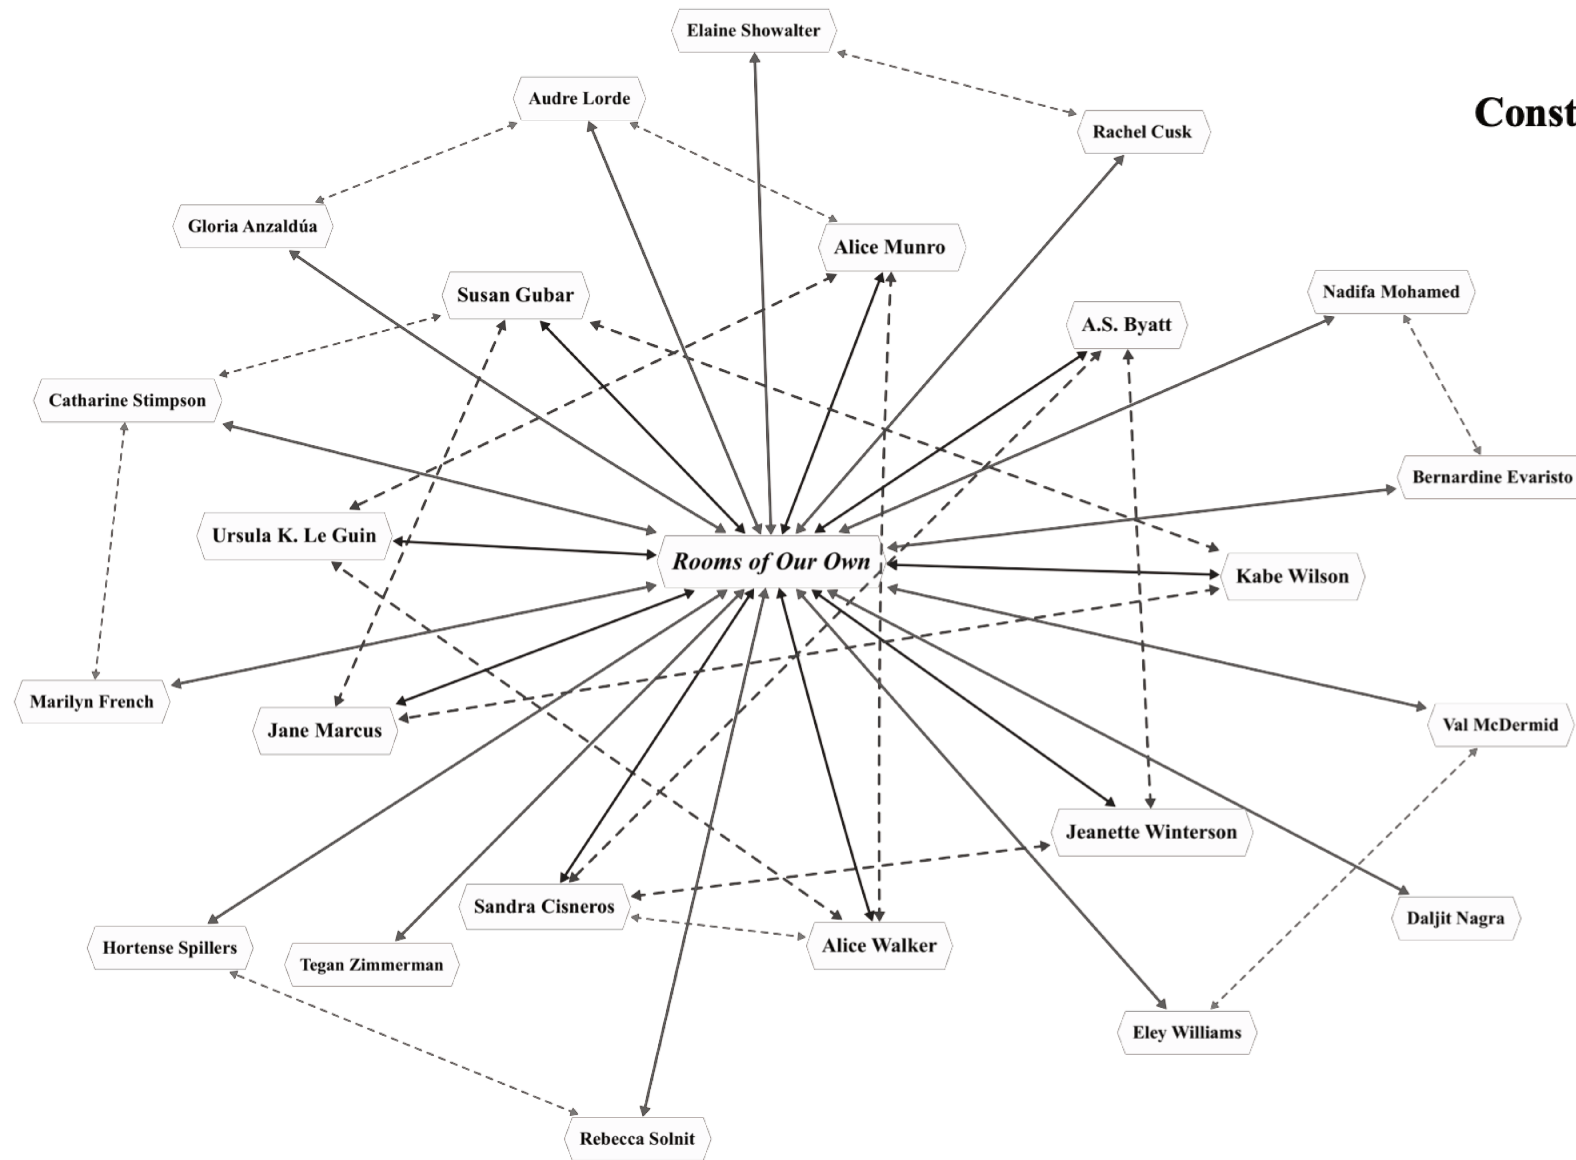 Elaine Showalter
Audre Lorde
Const
Rachel Cusk
Gloria Anzaldúa
Alice Munro
Susan Gubar
Nadifa Mohamed
A.S. Byatt
Catharine Stimpson
Bernardine Evaristo
Ursula K. Le Guin
Rooms of Our Own
Kabe Wilson
Marilyn French
Jane Marcus
Val McDermid
Jeanette Winterson
Sandra Cisneros
Daljit Nagra
Hortense Spillers
Alice Walker
Tegan Zimmerman
Eley Williams
Rebecca Solnit